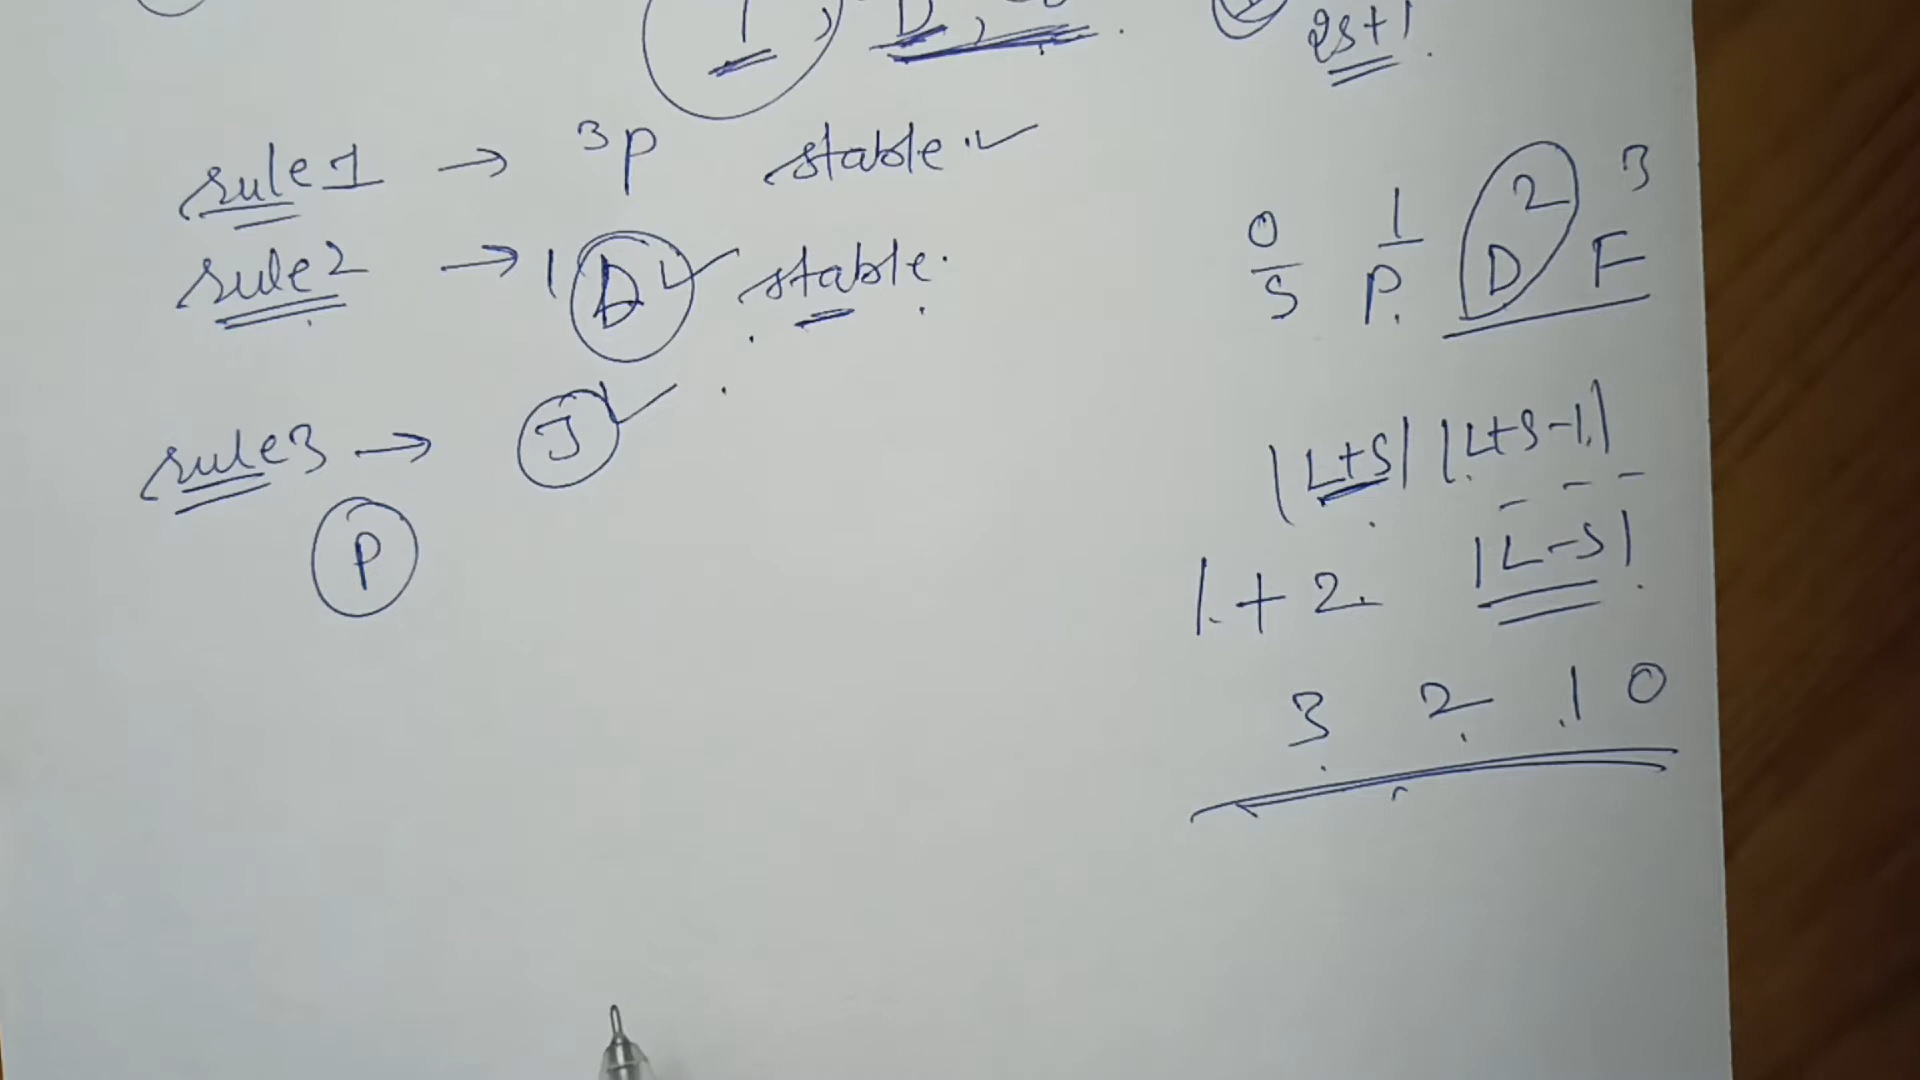 2s+1.
rule 1 → ³P stable.
rule 2 → ¹D stable.
rule 3 → J
P
0 1 2 3
S P. D F
|L+S| |L+S-1|
- - -
|L-S|
1 + 2
3 2 1 0